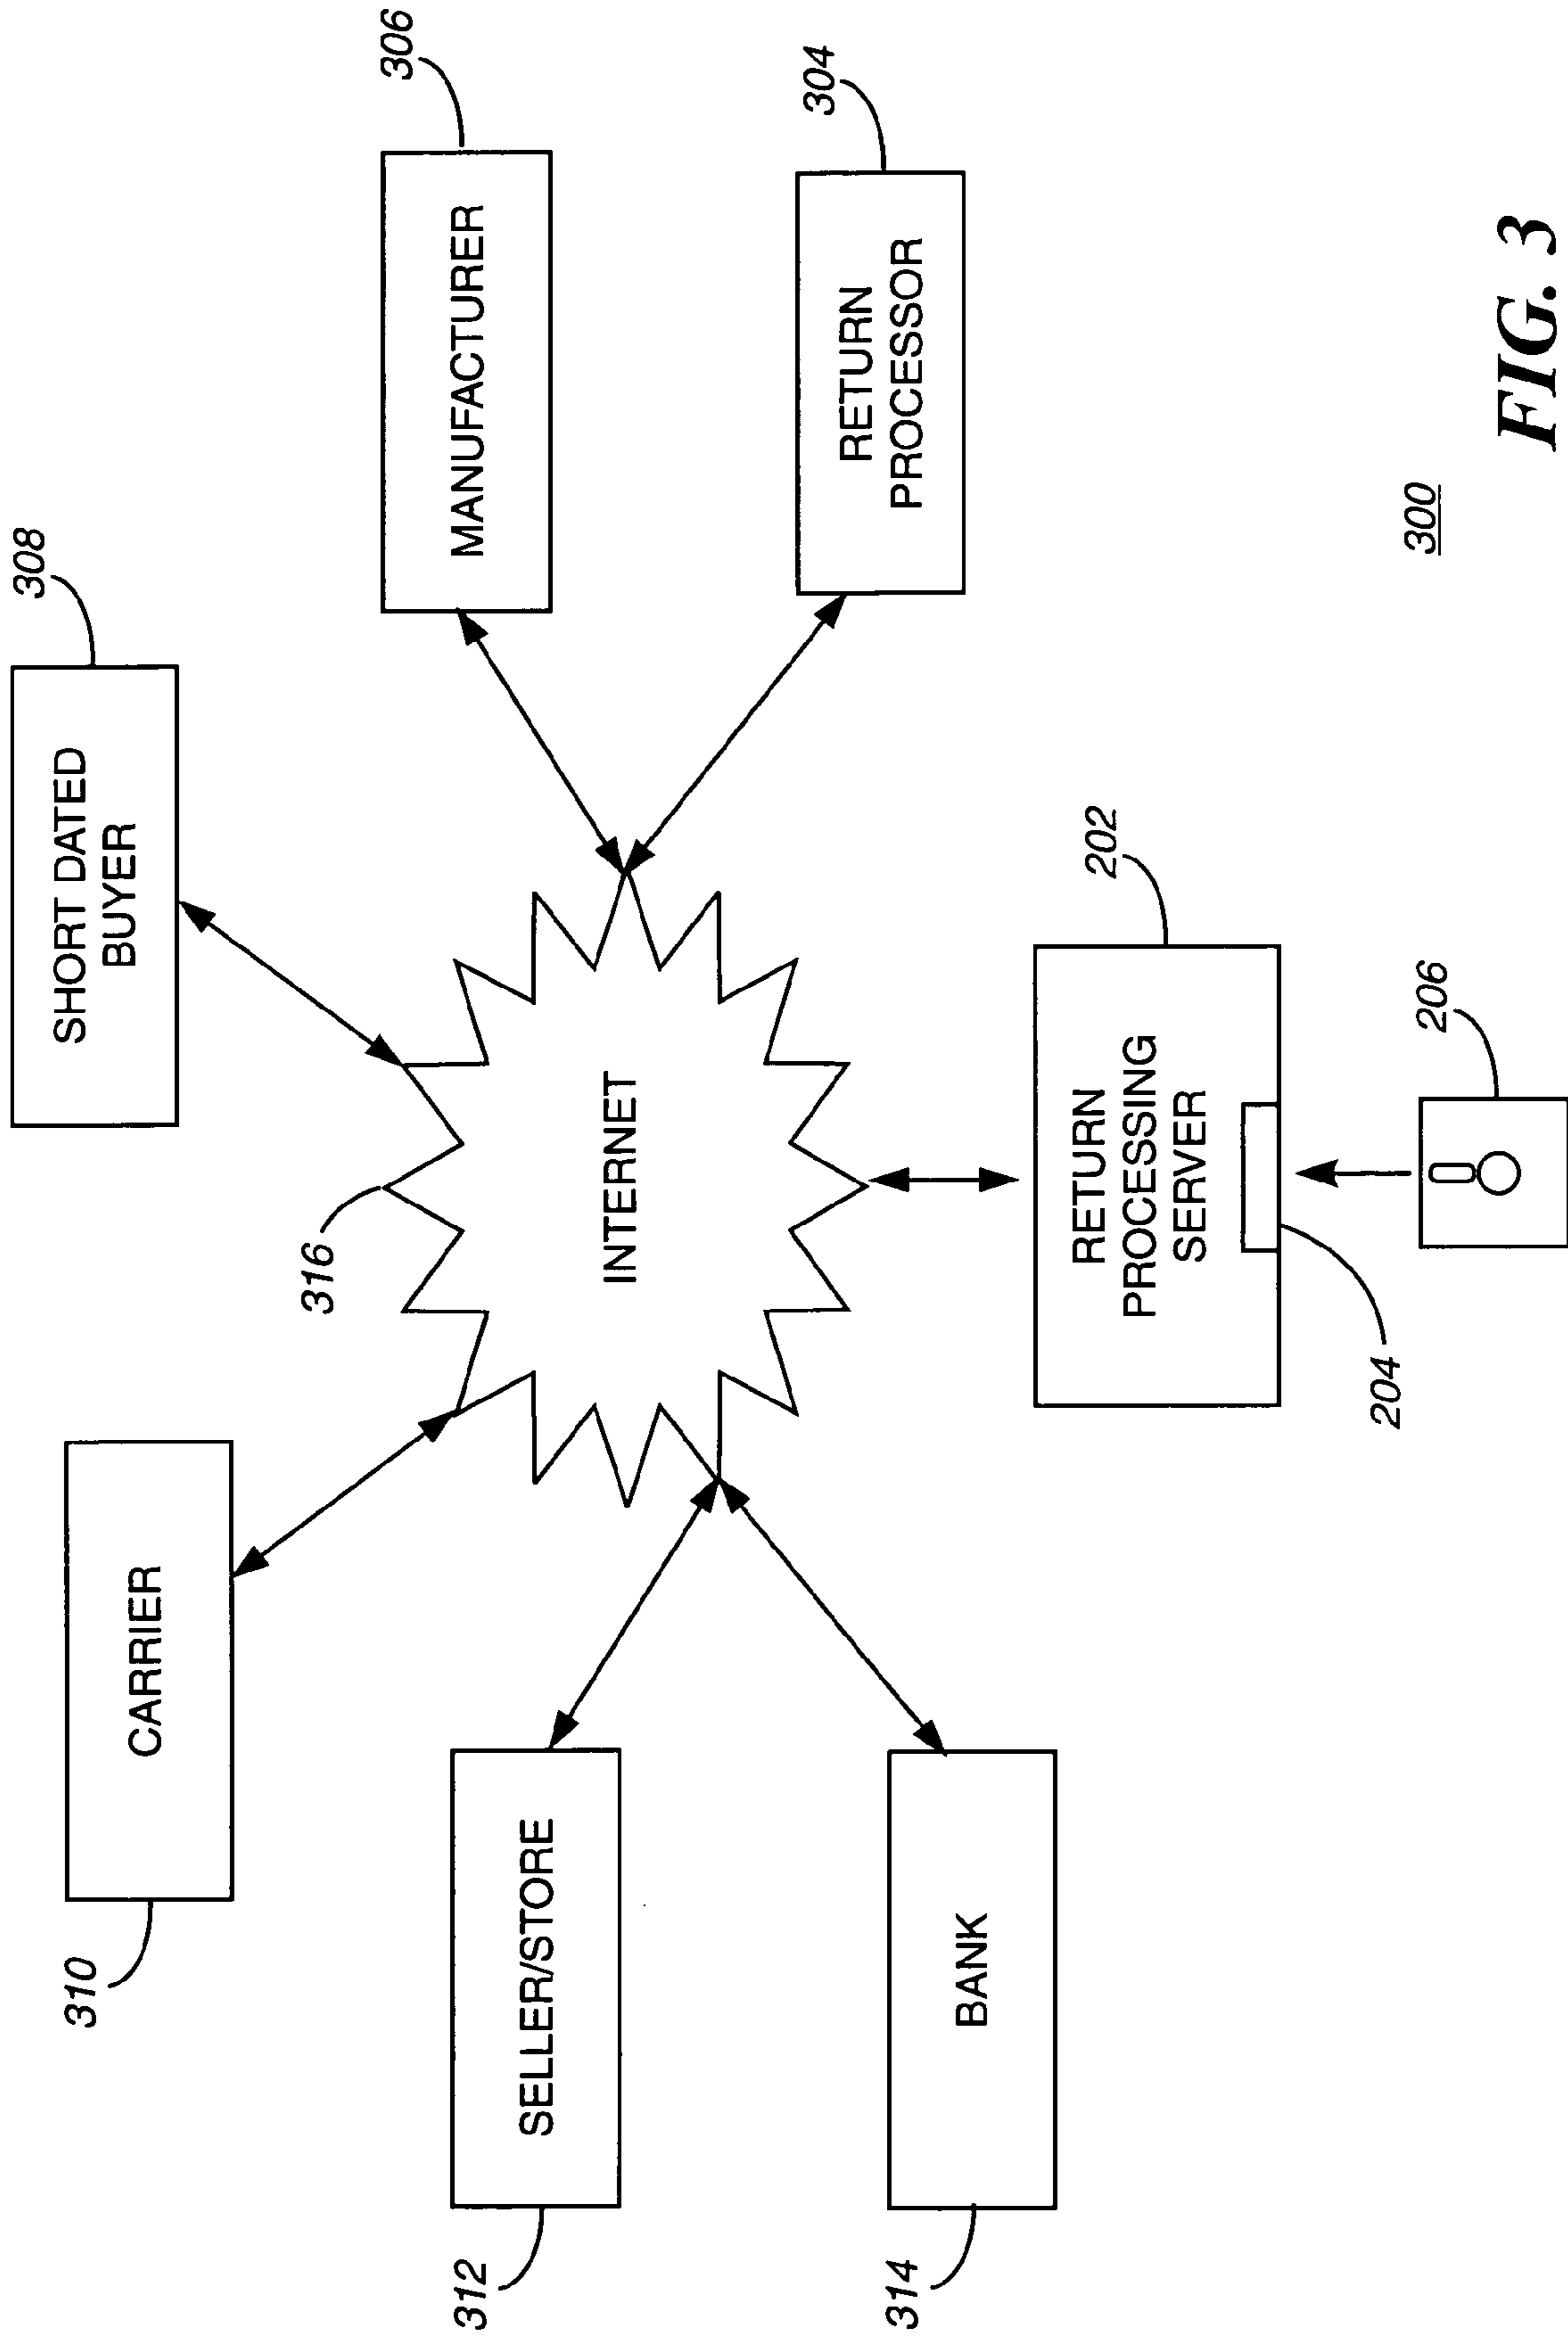 308
SHORT DATED
BUYER
310
CARRIER
316
306
MANUFACTURER
312
SELLER/STORE
INTERNET
304
RETURN
PROCESSOR
314
BANK
202
RETURN
PROCESSING
SERVER
204
206
300
FIG. 3